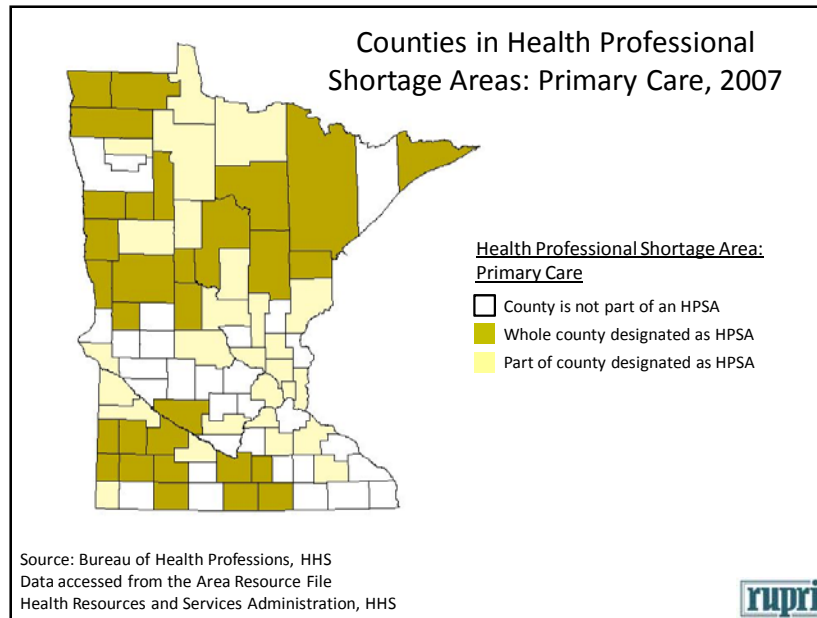 Counties in Health Professional
Shortage Areas: Primary Care, 2007
Health Professional Shortage Area:
Primary Care
County is not part of an HPSA
Whole county designated as HPSA
Part of county designated as HPSA
Source: Bureau of Health Professions, HHS
Data accessed from the Area Resource File
Health Resources and Services Administration, HHS
rupri